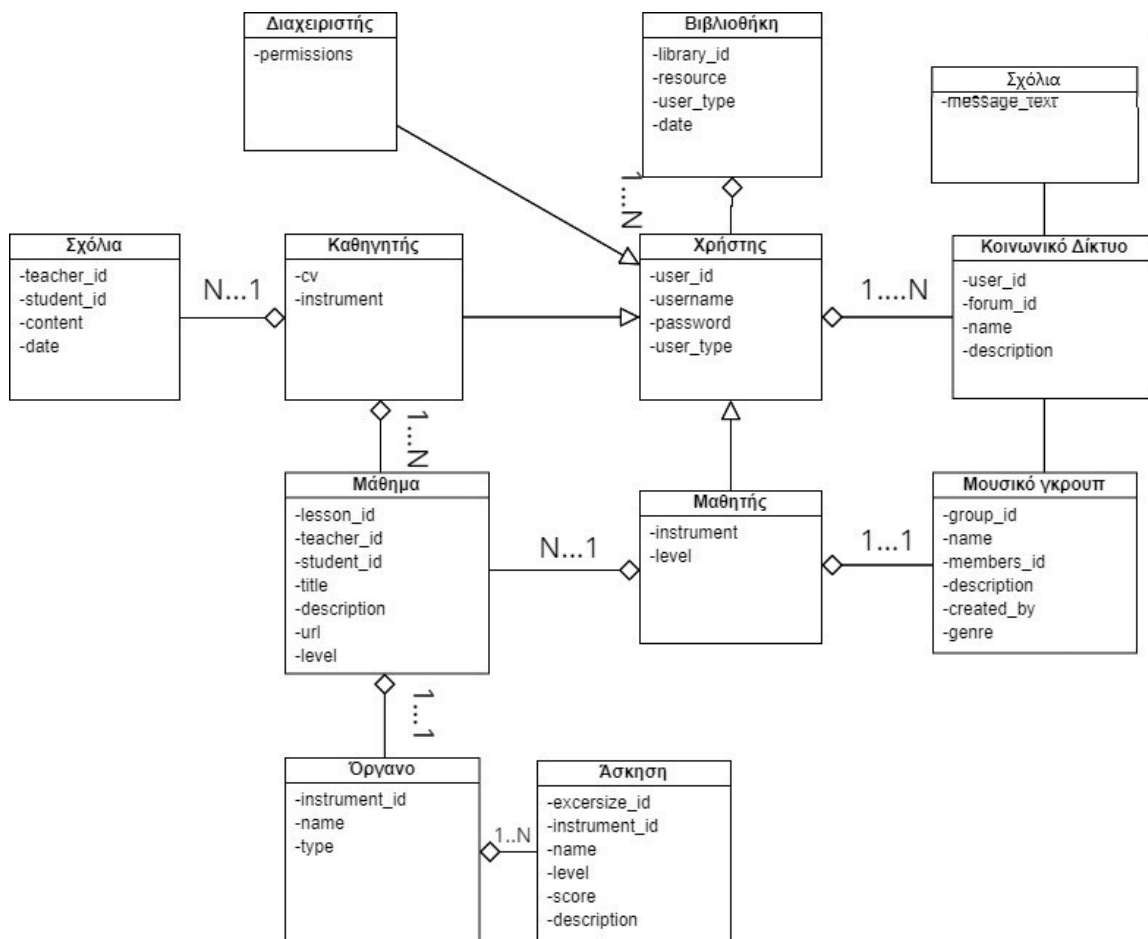 Διαχειριστής
-permissions
Βιβλιοθήκη
-library_id
-resource
-user_type
-date
Σχόλια
-message_text
1...N
Σχόλια
-teacher_id
-student_id
-content
-date
N...1
Καθηγητής
-cv
-instrument
Χρήστης
-user_id
-username
-password
-user_type
1....N
Κοινωνικό Δίκτυο
-user_id
-forum_id
-name
-description
1...N
Μάθημα
-lesson_id
-teacher_id
-student_id
-title
-description
-url
-level
N...1
Μαθητής
-instrument
-level
1...1
Μουσικό γκρουπ
-group_id
-name
-members_id
-description
-created_by
-genre
1...1
Όργανο
-instrument_id
-name
-type
1..N
Άσκηση
-excersize_id
-instrument_id
-name
-level
-score
-description